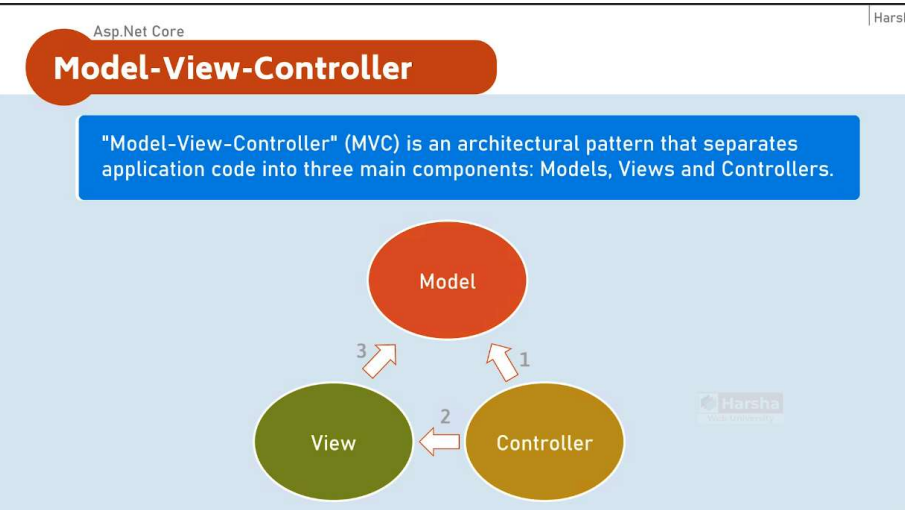 Asp.Net Core
Harsh
Model-View-Controller
"Model-View-Controller" (MVC) is an architectural pattern that separates
application code into three main components: Models, Views and Controllers.
Model
3
1
2
View
Controller
Harsha